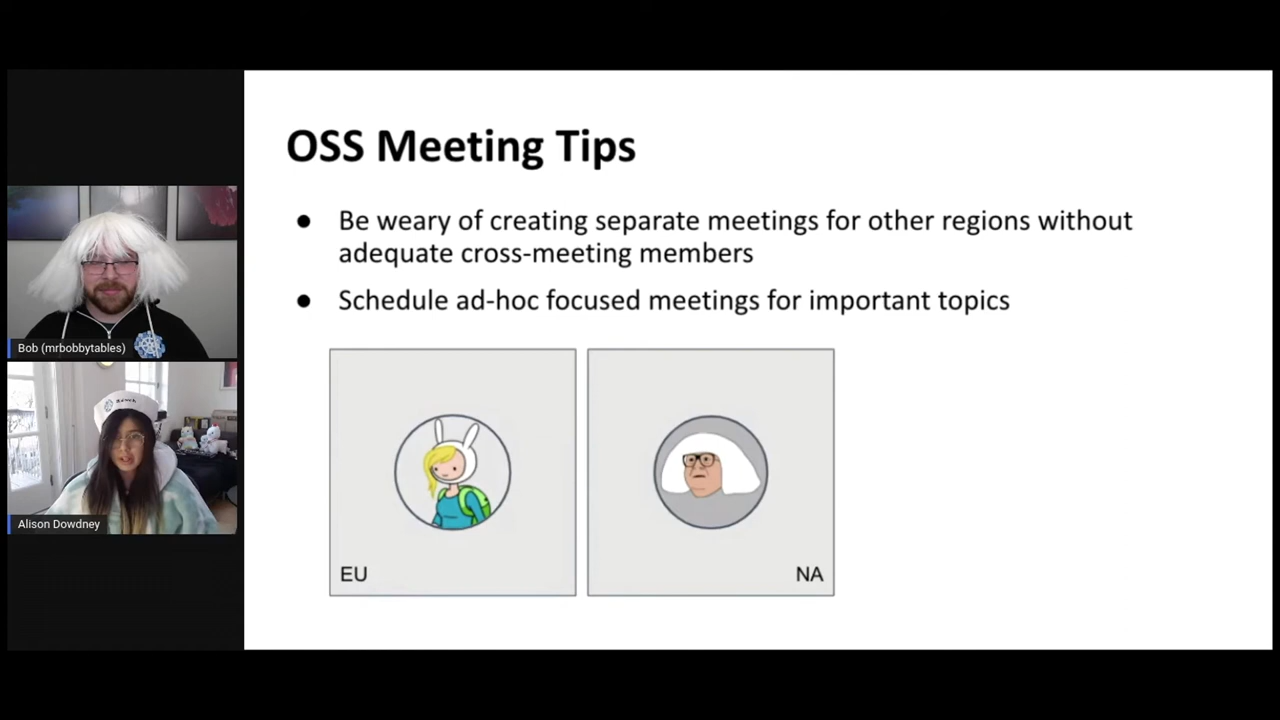 OSS Meeting Tips
● Be weary of creating separate meetings for other regions without
adequate cross-meeting members
● Schedule ad-hoc focused meetings for important topics
Bob (mrbobbytables)
Alison Dowdney
EU
NA